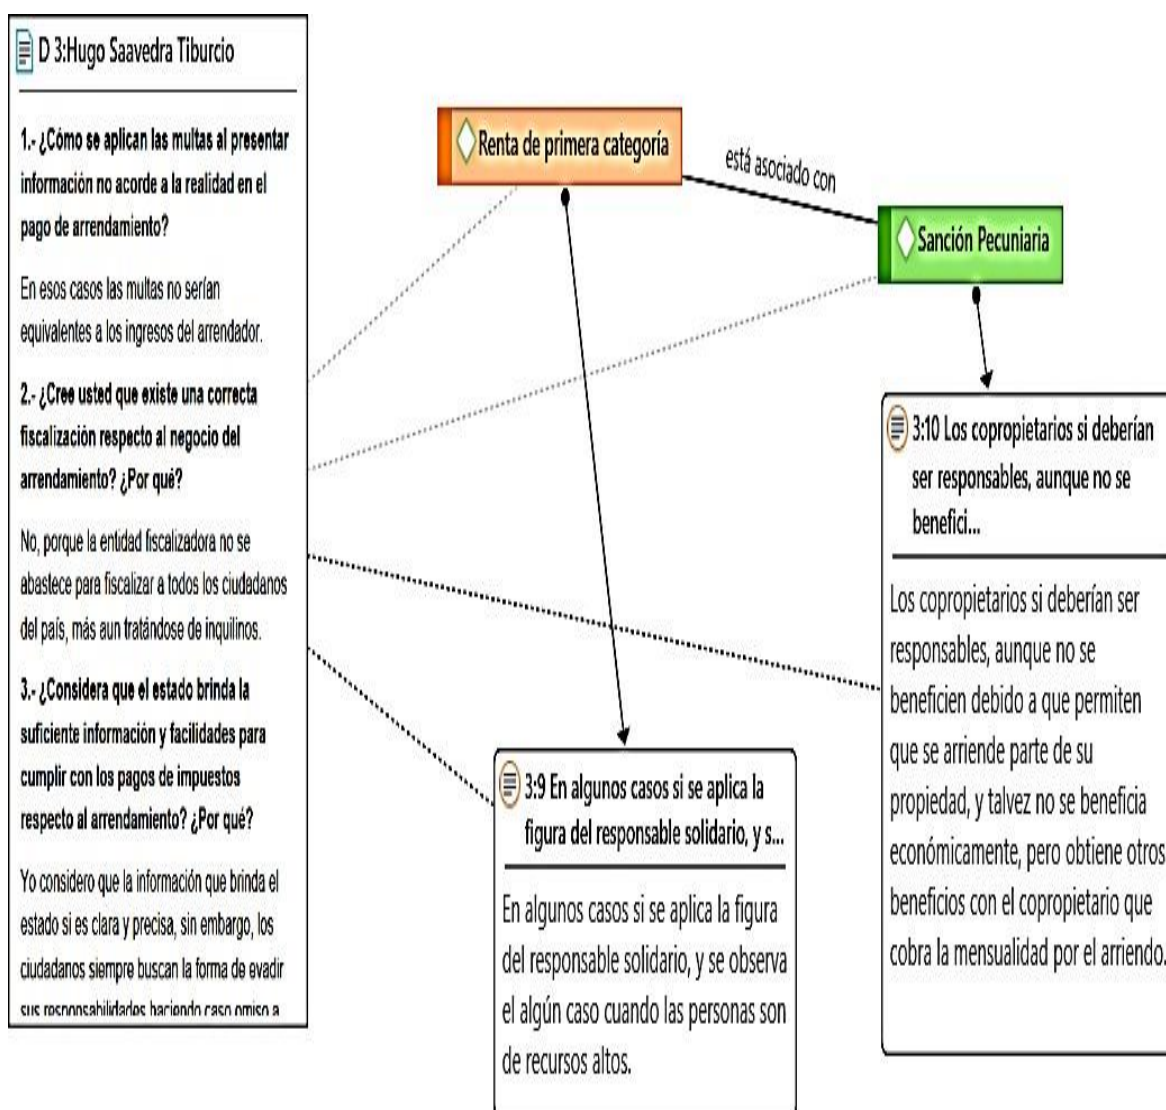 D 3:Hugo Saavedra Tiburcio
1.- ¿Cómo se aplican las multas al presentar
información no acorde a la realidad en el
pago de arrendamiento?
En esos casos las multas no serían
equivalentes a los ingresos del arrendador.
2.- ¿Cree usted que existe una correcta
fiscalización respecto al negocio del
arrendamiento? ¿Por qué?
No, porque la entidad fiscalizadora no se
abastece para fiscalizar a todos los ciudadanos
del país, más aun tratándose de inquilinos.
3.- ¿Considera que el estado brinda la
suficiente información y facilidades para
cumplir con los pagos de impuestos
respecto al arrendamiento? ¿Por qué?
Yo considero que la información que brinda el
estado si es clara y precisa, sin embargo, los
ciudadanos siempre buscan la forma de evadir
sus responsabilidades haciendo caso omiso a
Renta de primera categoría
está asociado con
Sanción Pecuniaria
3:10 Los copropietarios si deberían
ser responsables, aunque no se
benefici...
Los copropietarios si deberían ser
responsables, aunque no se
beneficien debido a que permiten
que se arriende parte de su
propiedad, y talvez no se beneficia
económicamente, pero obtiene otros
beneficios con el copropietario que
cobra la mensualidad por el arriendo.
3:9 En algunos casos si se aplica la
figura del responsable solidario, y s...
En algunos casos si se aplica la figura
del responsable solidario, y se observa
el algún caso cuando las personas son
de recursos altos.